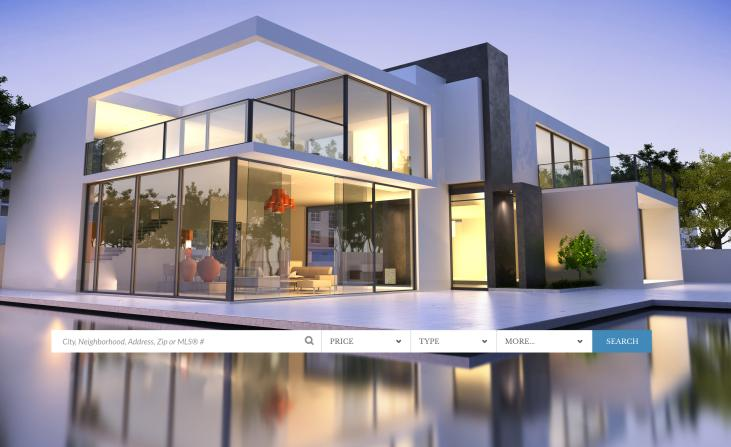 City, Neighborhood, Address, Zip or MLS® # PRICE TYPE MORE... SEARCH